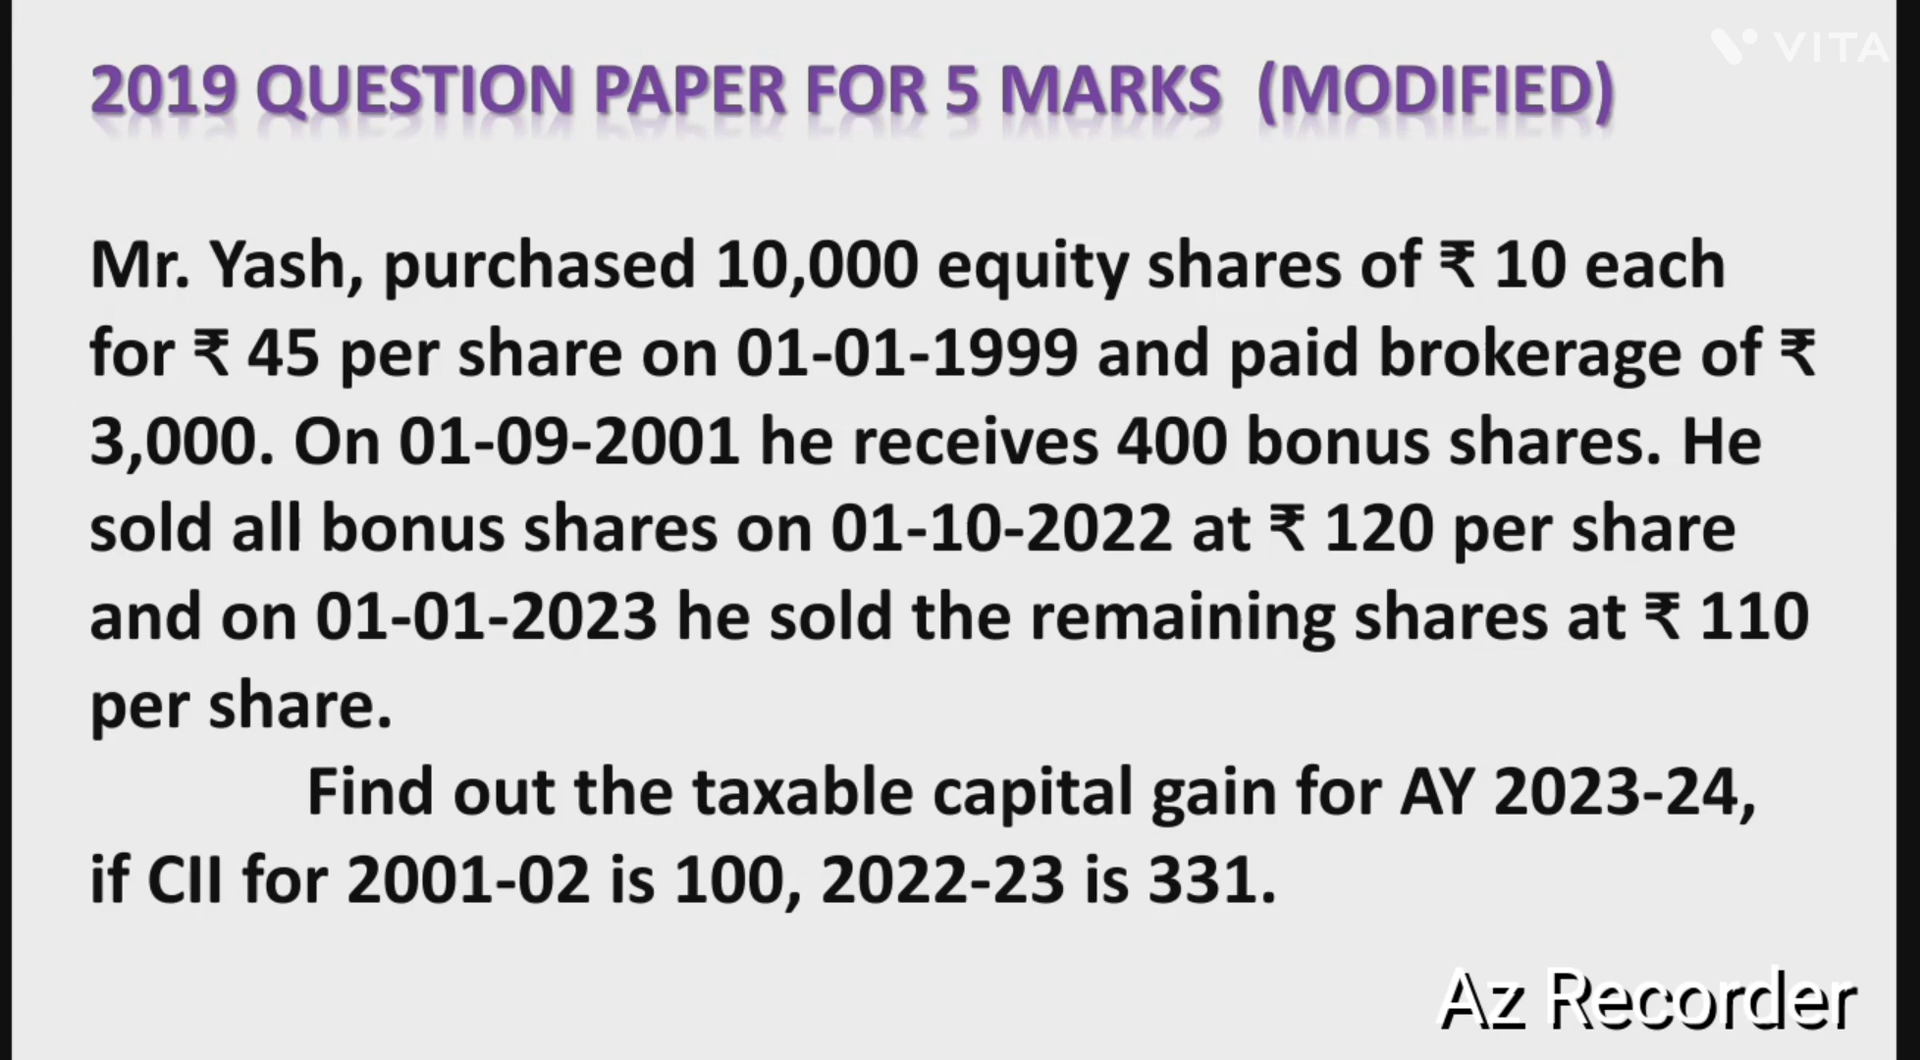 VITA
2019 QUESTION PAPER FOR 5 MARKS (MODIFIED)
Mr. Yash, purchased 10,000 equity shares of ₹ 10 each
for ₹ 45 per share on 01-01-1999 and paid brokerage of ₹
3,000. On 01-09-2001 he receives 400 bonus shares. He
sold all bonus shares on 01-10-2022 at ₹ 120 per share
and on 01-01-2023 he sold the remaining shares at ₹ 110
per share.
Find out the taxable capital gain for AY 2023-24,
if CII for 2001-02 is 100, 2022-23 is 331.
Az Recorder